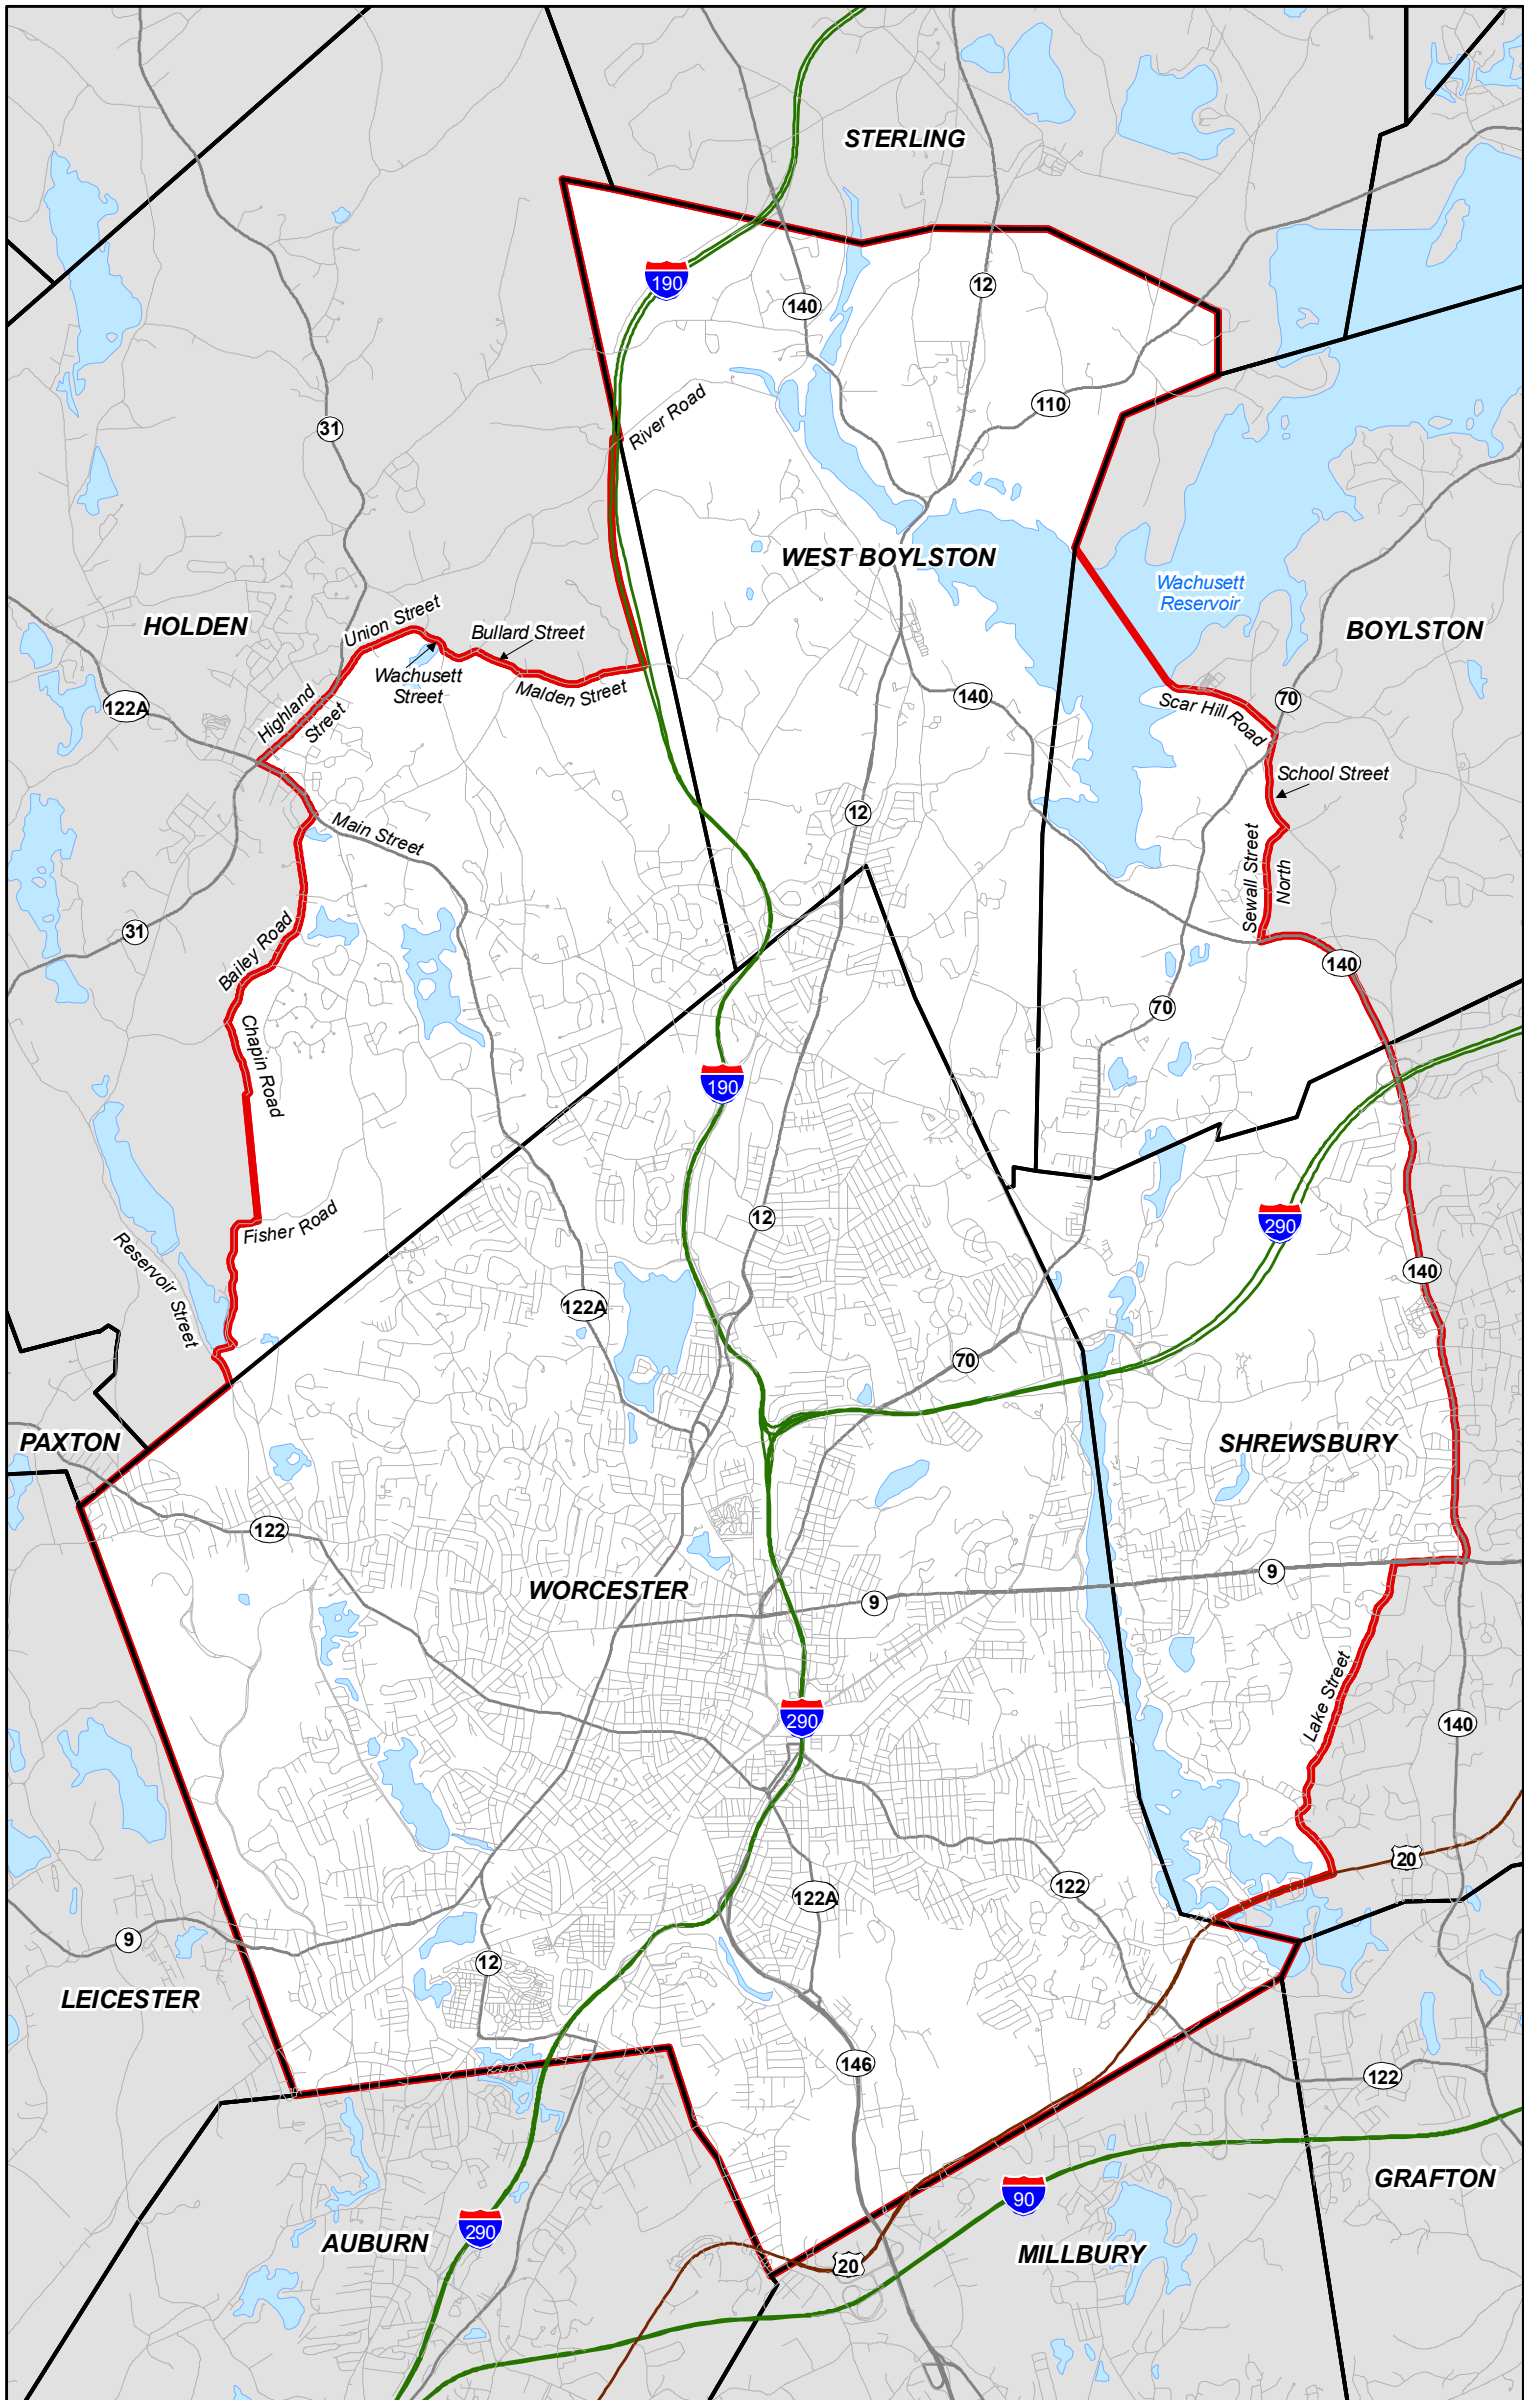 STERLING
190
140
12
110
31
River Road
WEST BOYLSTON
Wachusett
Reservoir
HOLDEN
Union Street
Bullard Street
BOYLSTON
Wachusett
Street
Malden Street
122A
Highland
Street
140
Scar Hill Road
70
School Street
Main Street
12
Sewall Street
North
31
Bailey Road
140
70
Chapin Road
190
12
290
Fisher Road
Reservoir Street
140
122A
70
PAXTON
SHREWSBURY
122
WORCESTER
9
9
Lake Street
290
140
20
122
122A
9
12
LEICESTER
146
122
GRAFTON
90
AUBURN
290
MILLBURY
20